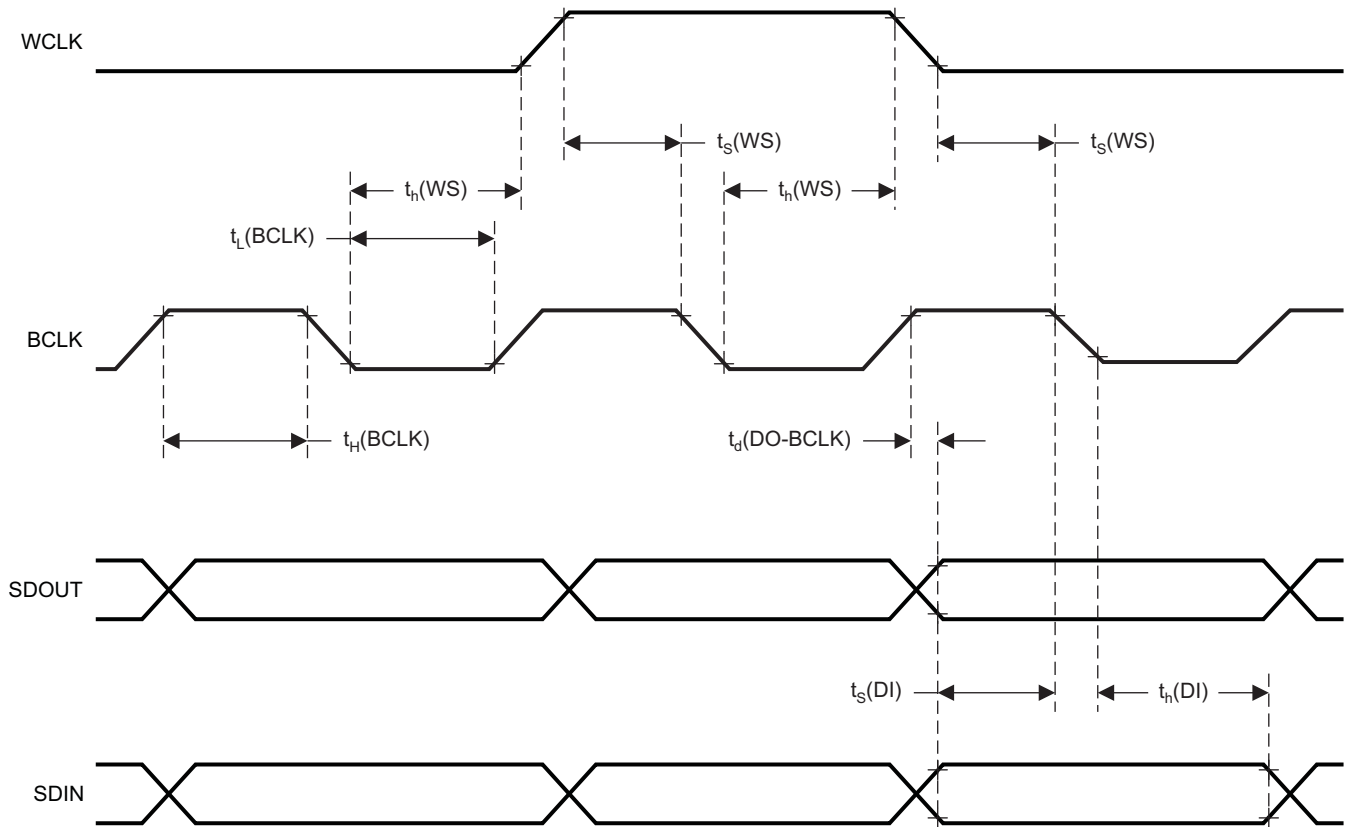 WCLK
tS(WS)
tS(WS)
th(WS)
th(WS)
tL(BCLK)
BCLK
tH(BCLK)
td(DO-BCLK)
SDOUT
tS(DI)
th(DI)
SDIN